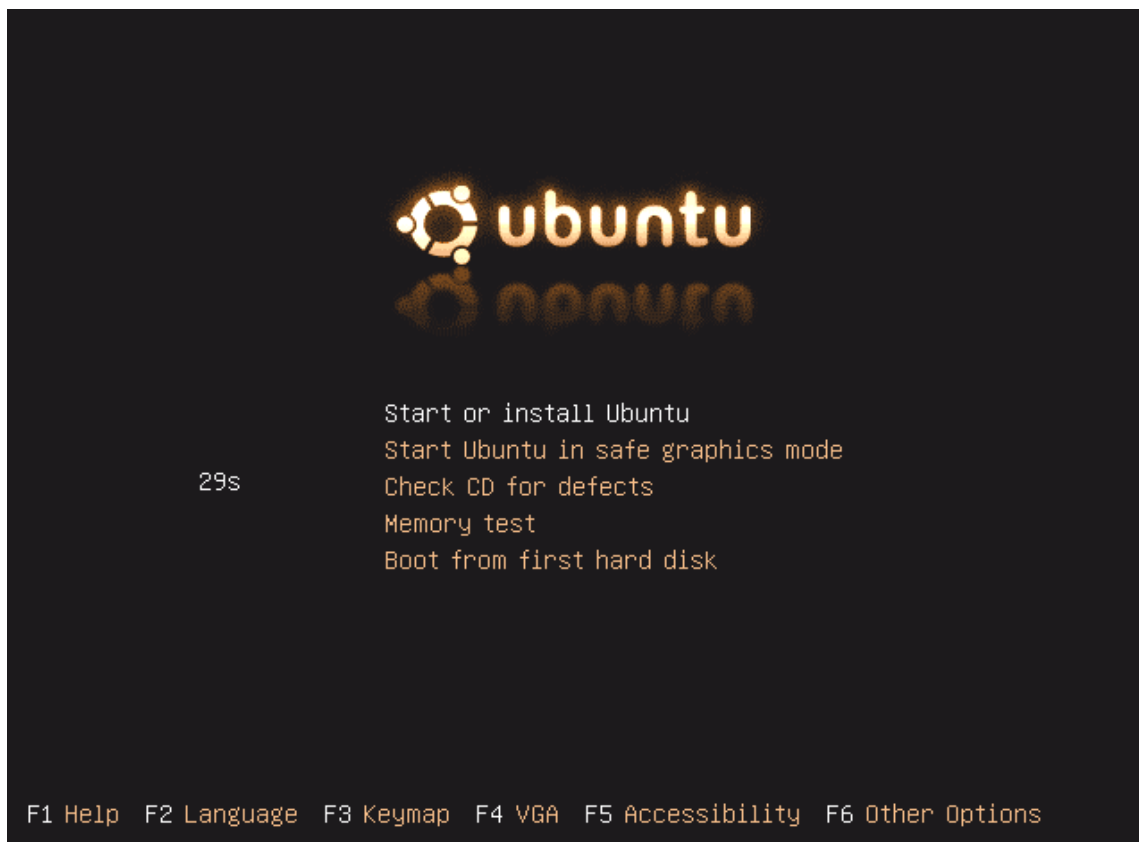 ubuntu
Start or install Ubuntu
Start Ubuntu in safe graphics mode
29s
Check CD for defects
Memory test
Boot from first hard disk
F1 Help F2 Language F3 Keymap F4 VGA F5 Accessibility F6 Other Options